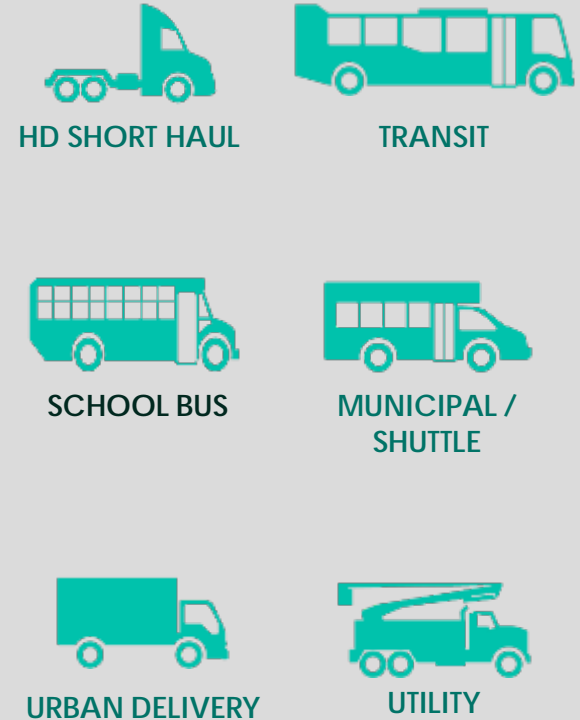 HD SHORT HAUL
TRANSIT
SCHOOL BUS
MUNICIPAL /
SHUTTLE
URBAN DELIVERY
UTILITY